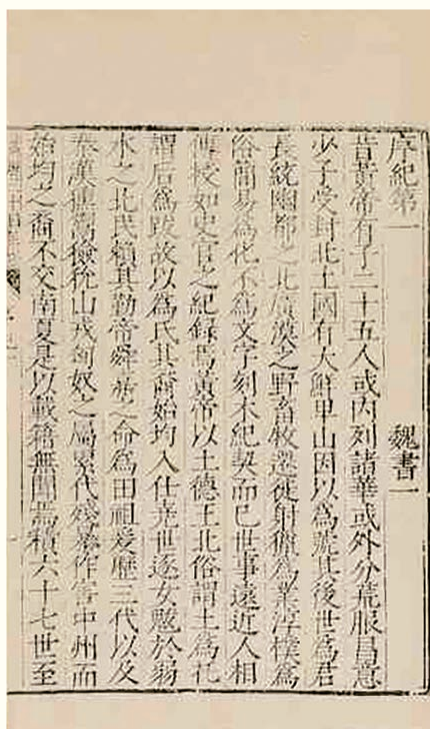 序紀第一 魏書一
昔黃帝有子二十五人或內列諸華或外分荒服昌意
少子受封北土國有大鮮卑山因以為號其後世為君
長統幽都之北廣漠之野畜牧遷徙射獵為業淳樸為
俗簡易為化不為文字刻木紀契而已世事遠近人相
傳授如史官之紀錄焉黃帝以土德王北俗謂土為托
謂后為跋故以為氏其裔始均入仕堯世逐女魃於弱
水之北民賴其勤帝舜嘉之命為田祖爰歷三代以及
秦漢獯鬻獫狁山戎匈奴之屬累代殘暴作害中州而
始均之裔不交南夏是以載籍無聞焉積六十七世至